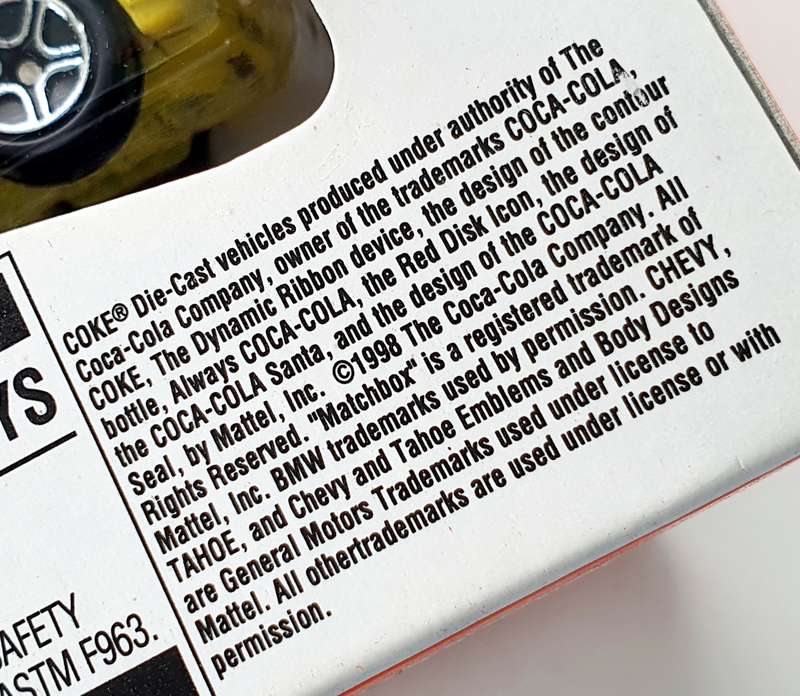 COKE® Die-Cast vehicles produced under authority of The
Coca-Cola Company, owner of the trademarks COCA-COLA,
COKE, The Dynamic Ribbon device, the design of the contour
bottle, Always COCA-COLA, the Red Disk Icon, the design of
the COCA-COLA Santa, and the design of the COCA-COLA
Seal, by Mattel, Inc. ©1998 The Coca-Cola Company. All
Rights Reserved. "Matchbox" is a registered trademark of
Mattel, Inc. BMW trademarks used by permission. CHEVY,
TAHOE, and Chevy and Tahoe Emblems and Body Designs
are General Motors Trademarks used under license to
Mattel. All othertrademarks are used under license or with
permission.
YS
AFETY
ASTM F963.